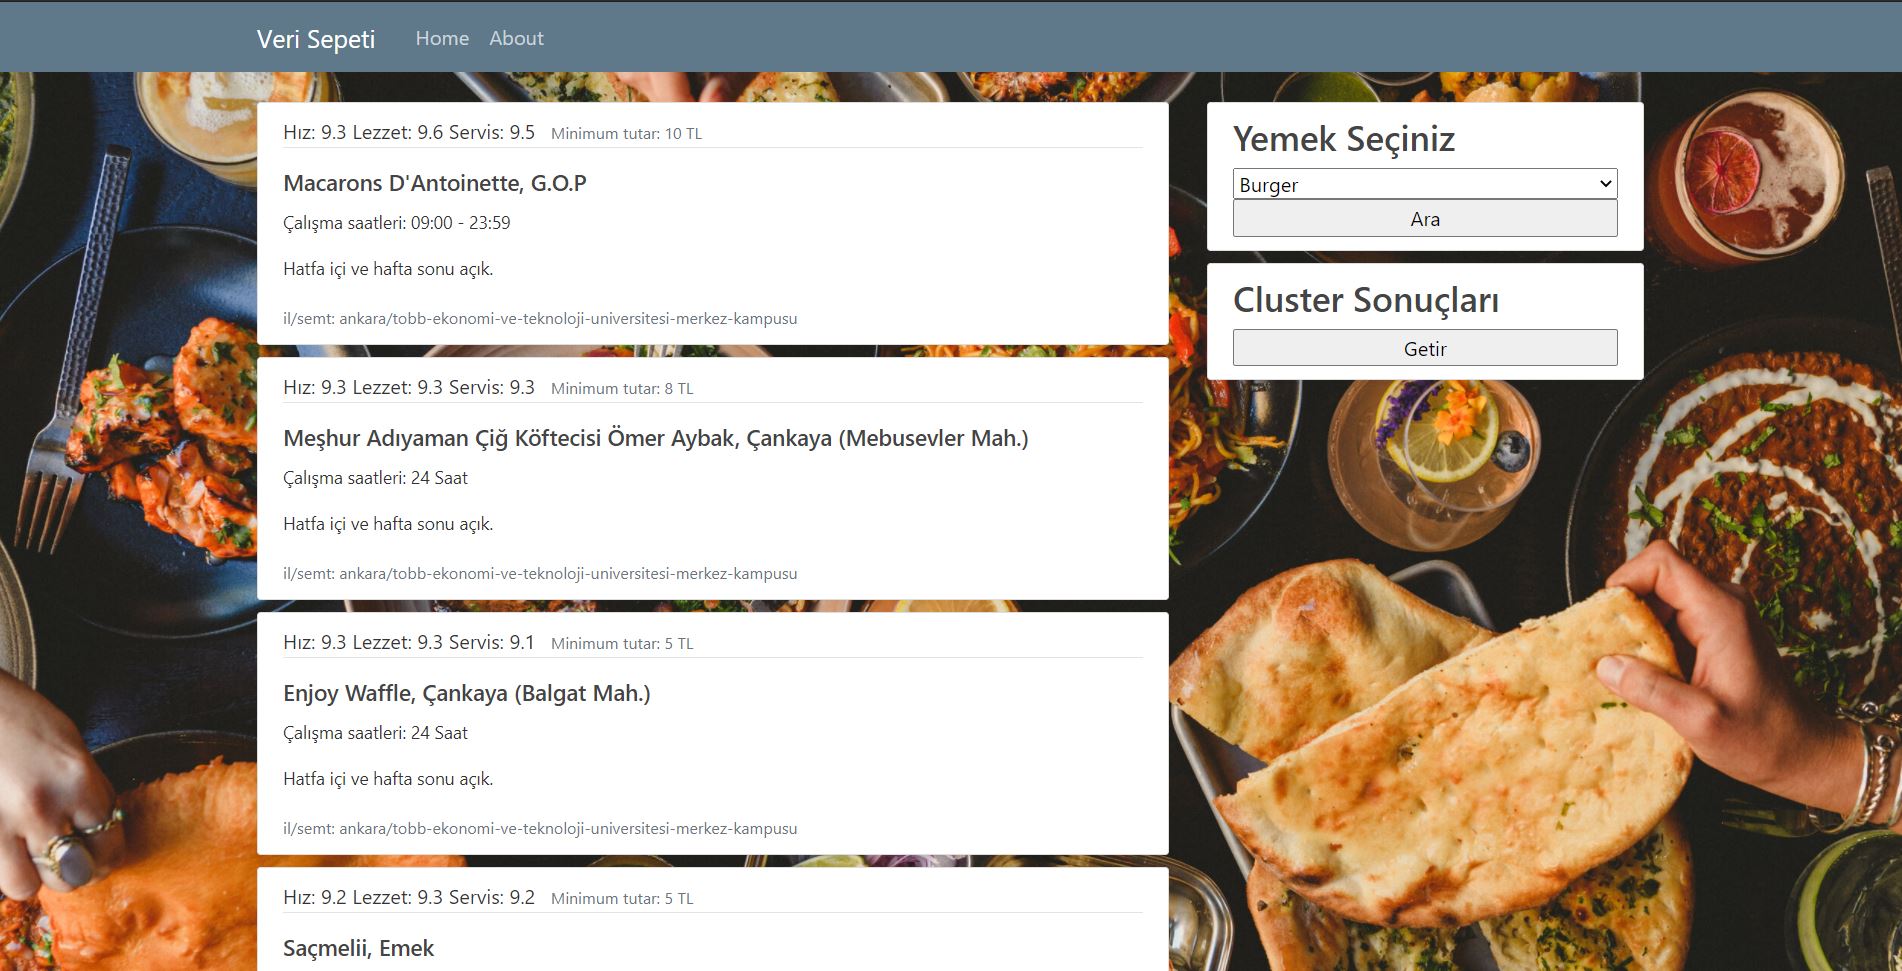 Veri Sepeti Home About
Hız: 9.3 Lezzet: 9.6 Servis: 9.5 Minimum tutar: 10 TL
Macarons D'Antoinette, G.O.P
Çalışma saatleri: 09:00 - 23:59
Hatfa içi ve hafta sonu açık.
il/semt: ankara/tobb-ekonomi-ve-teknoloji-universitesi-merkez-kampusu
Hız: 9.3 Lezzet: 9.3 Servis: 9.3 Minimum tutar: 8 TL
Meşhur Adıyaman Çiğ Köftecisi Ömer Aybak, Çankaya (Mebusevler Mah.)
Çalışma saatleri: 24 Saat
Hatfa içi ve hafta sonu açık.
il/semt: ankara/tobb-ekonomi-ve-teknoloji-universitesi-merkez-kampusu
Hız: 9.3 Lezzet: 9.3 Servis: 9.1 Minimum tutar: 5 TL
Enjoy Waffle, Çankaya (Balgat Mah.)
Çalışma saatleri: 24 Saat
Hatfa içi ve hafta sonu açık.
il/semt: ankara/tobb-ekonomi-ve-teknoloji-universitesi-merkez-kampusu
Hız: 9.2 Lezzet: 9.3 Servis: 9.2 Minimum tutar: 5 TL
Saçmelii, Emek
Yemek Seçiniz
Burger
Ara
Cluster Sonuçları
Getir